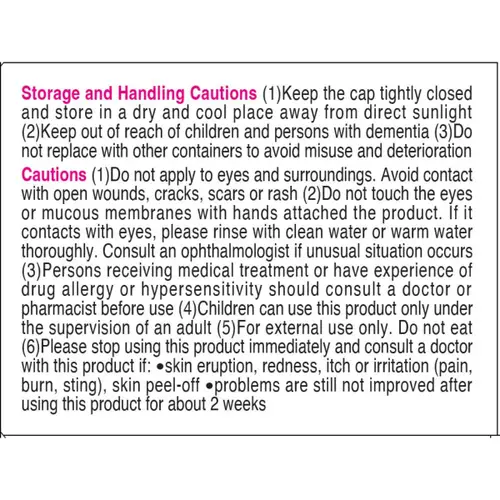 Storage and Handling Cautions (1)Keep the cap tightly closed
and store in a dry and cool place away from direct sunlight
(2)Keep out of reach of children and persons with dementia (3)Do
not replace with other containers to avoid misuse and deterioration
Cautions (1)Do not apply to eyes and surroundings. Avoid contact
with open wounds, cracks, scars or rash (2)Do not touch the eyes
or mucous membranes with hands attached the product. If it
contacts with eyes, please rinse with clean water or warm water
thoroughly. Consult an ophthalmologist if unusual situation occurs
(3)Persons receiving medical treatment or have experience of
drug allergy or hypersensitivity should consult a doctor or
pharmacist before use (4)Children can use this product only under
the supervision of an adult (5)For external use only. Do not eat
(6)Please stop using this product immediately and consult a doctor
with this product if: •skin eruption, redness, itch or irritation (pain,
burn, sting), skin peel-off •problems are still not improved after
using this product for about 2 weeks